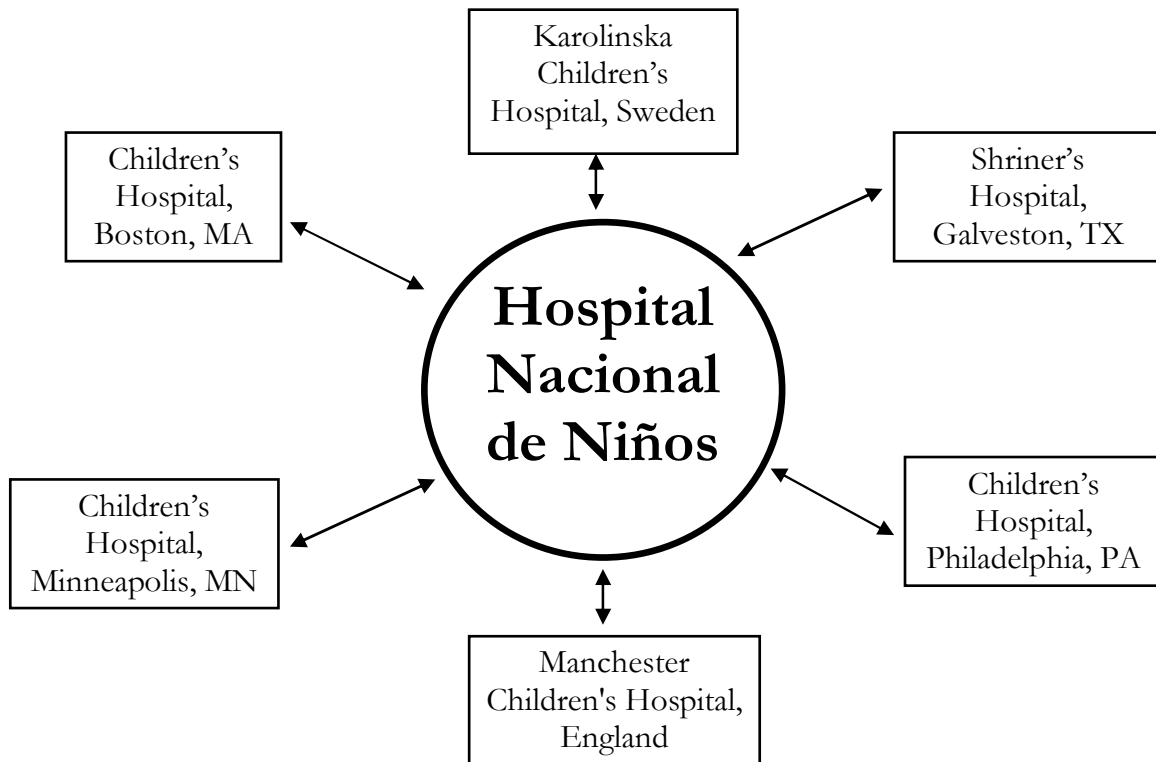 Karolinska
Children’s
Hospital, Sweden
Children’s
Hospital,
Boston, MA
Shriner’s
Hospital,
Galveston, TX
Hospital
Nacional
de Niños
Children’s
Hospital,
Minneapolis, MN
Children’s
Hospital,
Philadelphia, PA
Manchester
Children's Hospital,
England